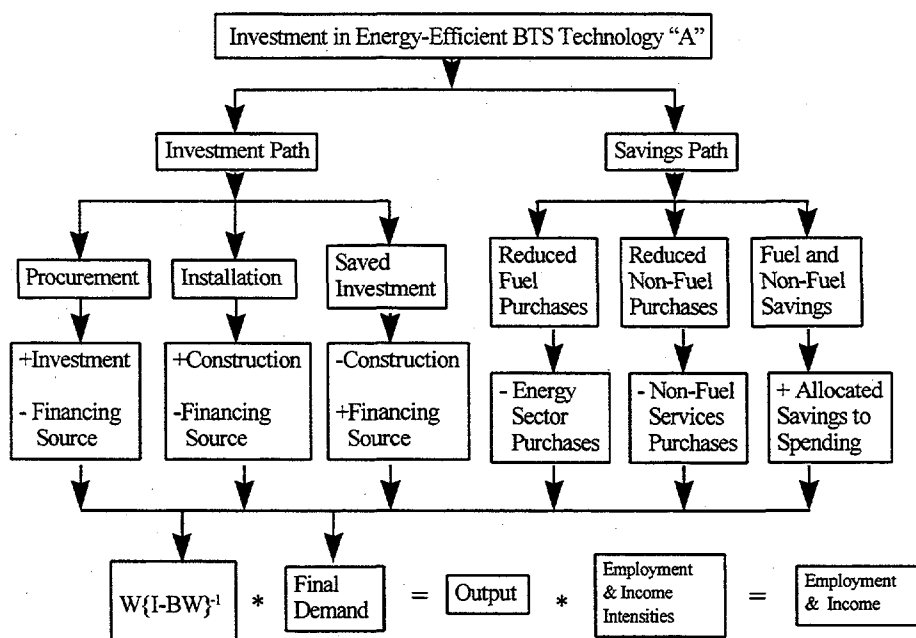 Investment in Energy-Efficient BTS Technology “A”
Investment Path
Savings Path
Procurement
Installation
Saved
Investment
Reduced
Fuel
Purchases
Reduced
Non-Fuel
Purchases
Fuel and
Non-Fuel
Savings
+Investment
- Financing
Source
+Construction
-Financing
Source
-Construction
+Financing
Source
- Energy
Sector
Purchases
- Non-Fuel
Services
Purchases
+ Allocated
Savings to
Spending
W{I-BW}⁻¹
*
Final
Demand
=
Output
*
Employment
& Income
Intensities
=
Employment
& Income